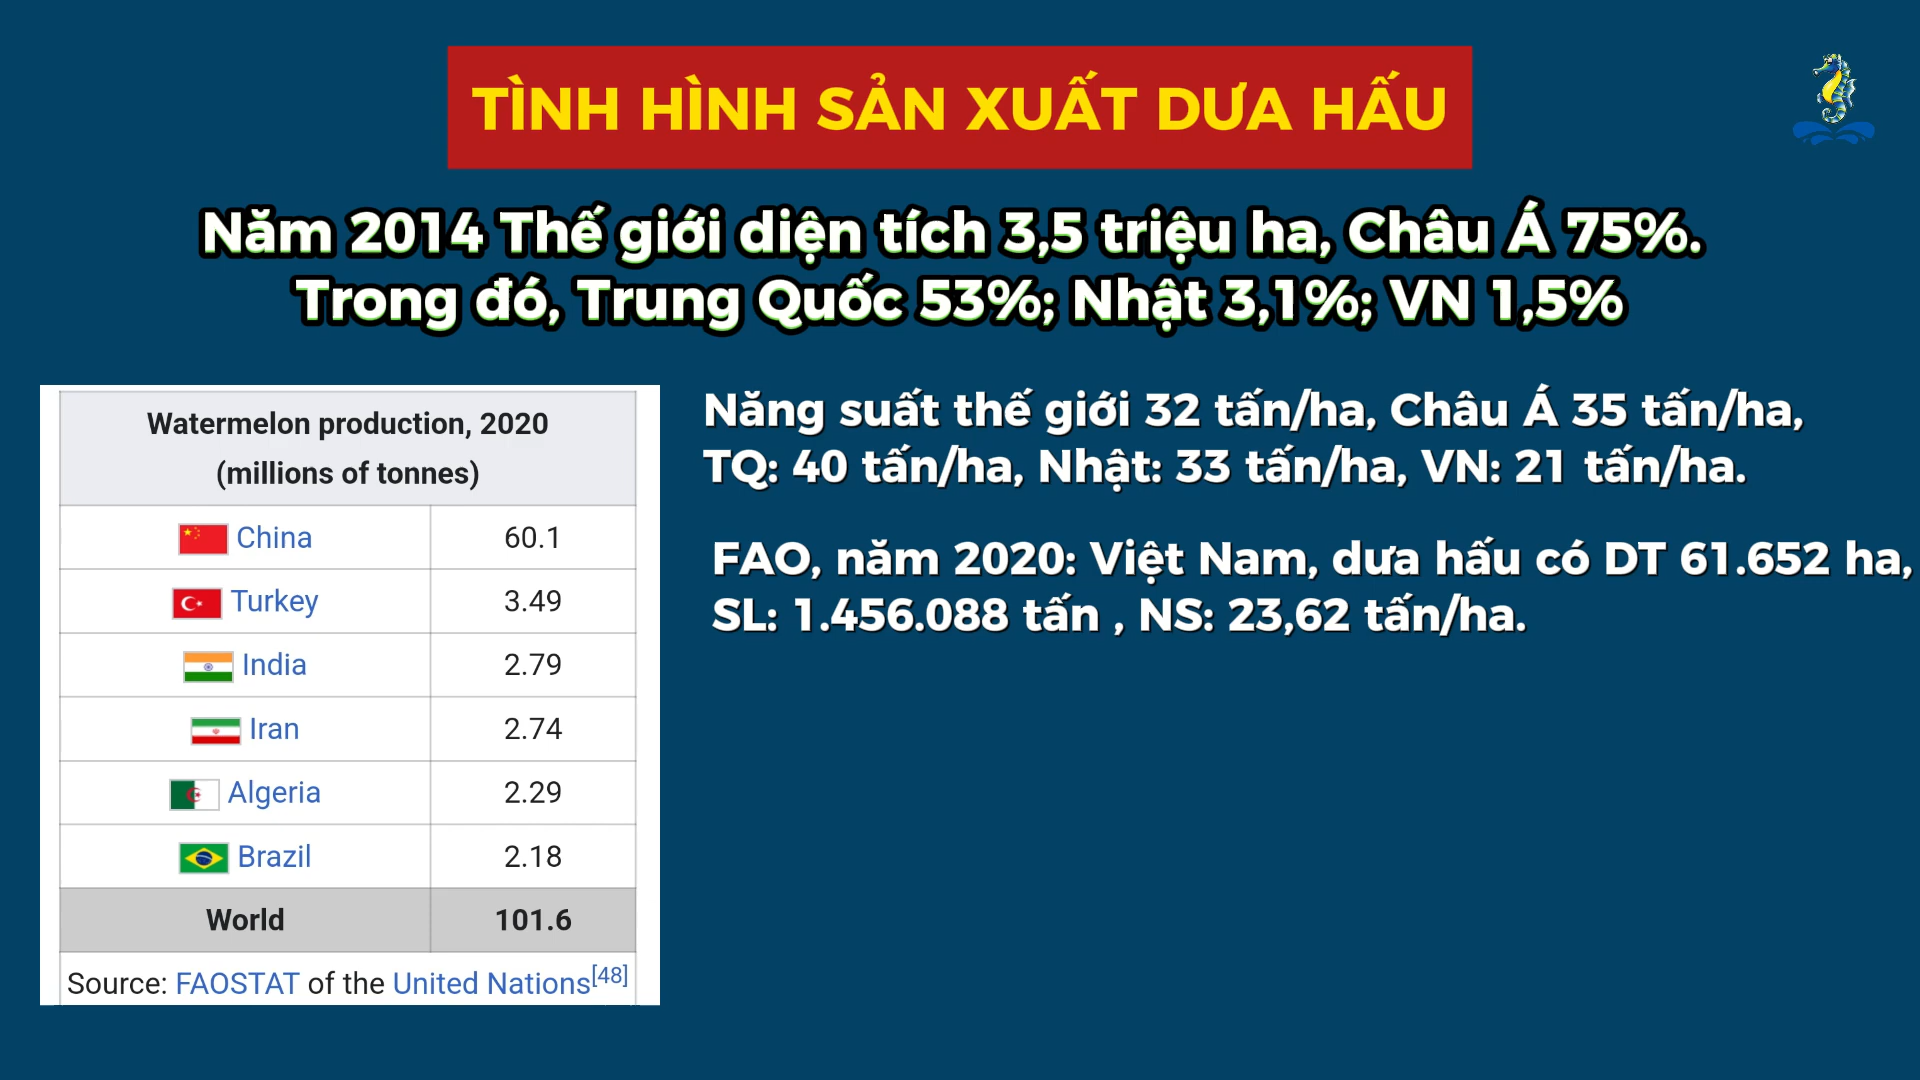 TÌNH HÌNH SẢN XUẤT DƯA HẤU
Năm 2014 Thế giới diện tích 3,5 triệu ha, Châu Á 75%.
Trong đó, Trung Quốc 53%; Nhật 3,1%; VN 1,5%
Watermelon production, 2020
(millions of tonnes)
China 60.1
Turkey 3.49
India 2.79
Iran 2.74
Algeria 2.29
Brazil 2.18
World 101.6
Source: FAOSTAT of the United Nations[48]
Năng suất thế giới 32 tấn/ha, Châu Á 35 tấn/ha,
TQ: 40 tấn/ha, Nhật: 33 tấn/ha, VN: 21 tấn/ha.
FAO, năm 2020: Việt Nam, dưa hấu có DT 61.652 ha,
SL: 1.456.088 tấn , NS: 23,62 tấn/ha.